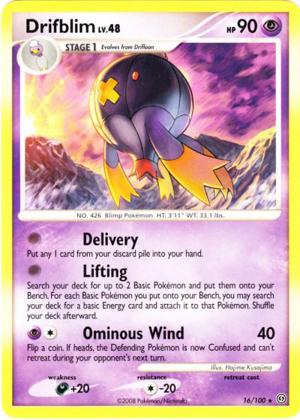 Drifblim LV.48 HP 90
STAGE 1 Evolves from Drifloon
NO. 426 Blimp Pokémon HT: 3'11" WT: 33.1 lbs.
Delivery
Put any 1 card from your discard pile into your hand.
Lifting
Search your deck for up to 2 Basic Pokémon and put them onto your
Bench. For each Basic Pokémon you put onto your Bench, you may search
your deck for a basic Energy card and attach it to that Pokémon. Shuffle
your deck afterward.
Ominous Wind 40
If Drifblim is heads, the Defending Pokémon is now Confused and can't
retreat during your opponent's next turn.
Illus. Hajime Kusajima
weakness resistance retreat cost
+20 -20
©2008 Pokémon/Nintendo
16/100 ★